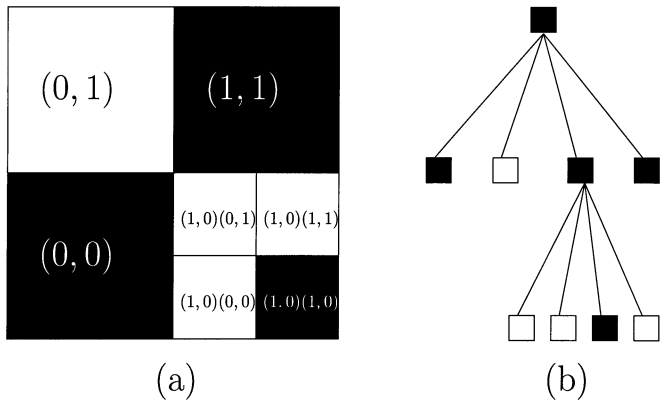 (0, 1) (1, 1)
(1, 0)(0, 1) (1, 0)(1, 1)
(0, 0)
(1, 0)(0, 0) (1.0)(1, 0)
(a) (b)